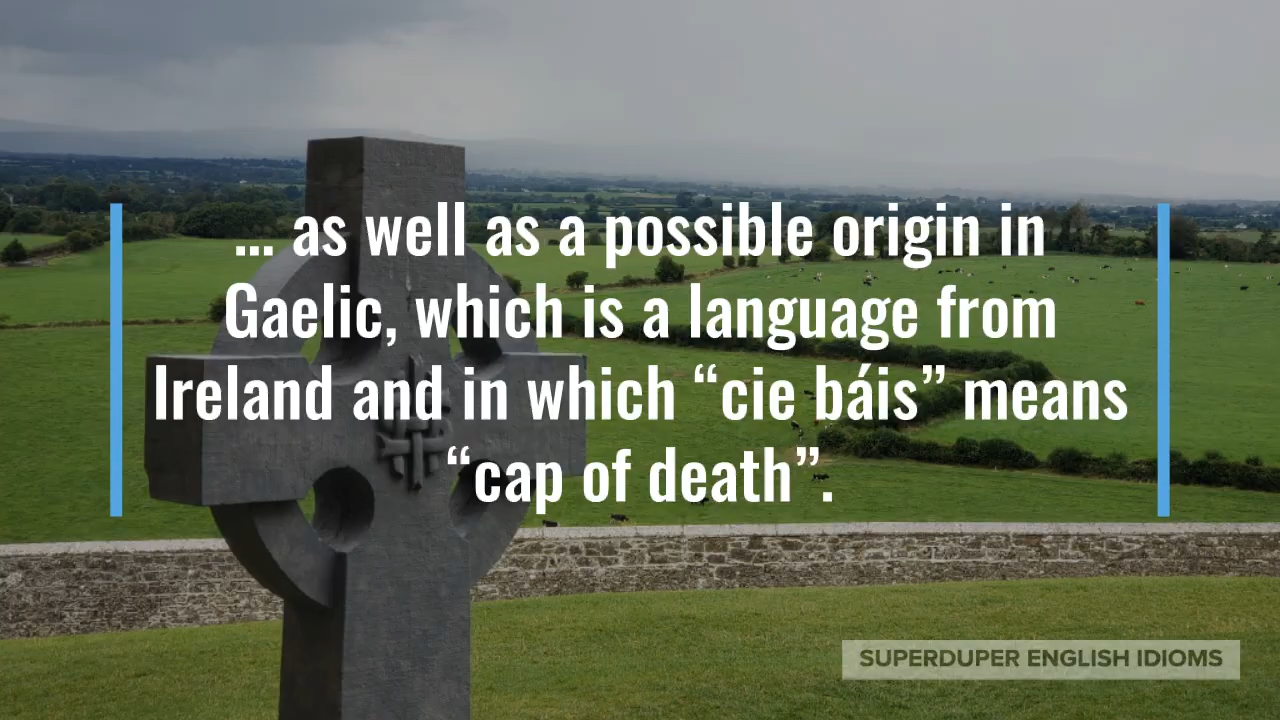 ... as well as a possible origin in
Gaelic, which is a language from
Ireland and in which “cie báis” means
“cap of death”.
SUPERDUPER ENGLISH IDIOMS